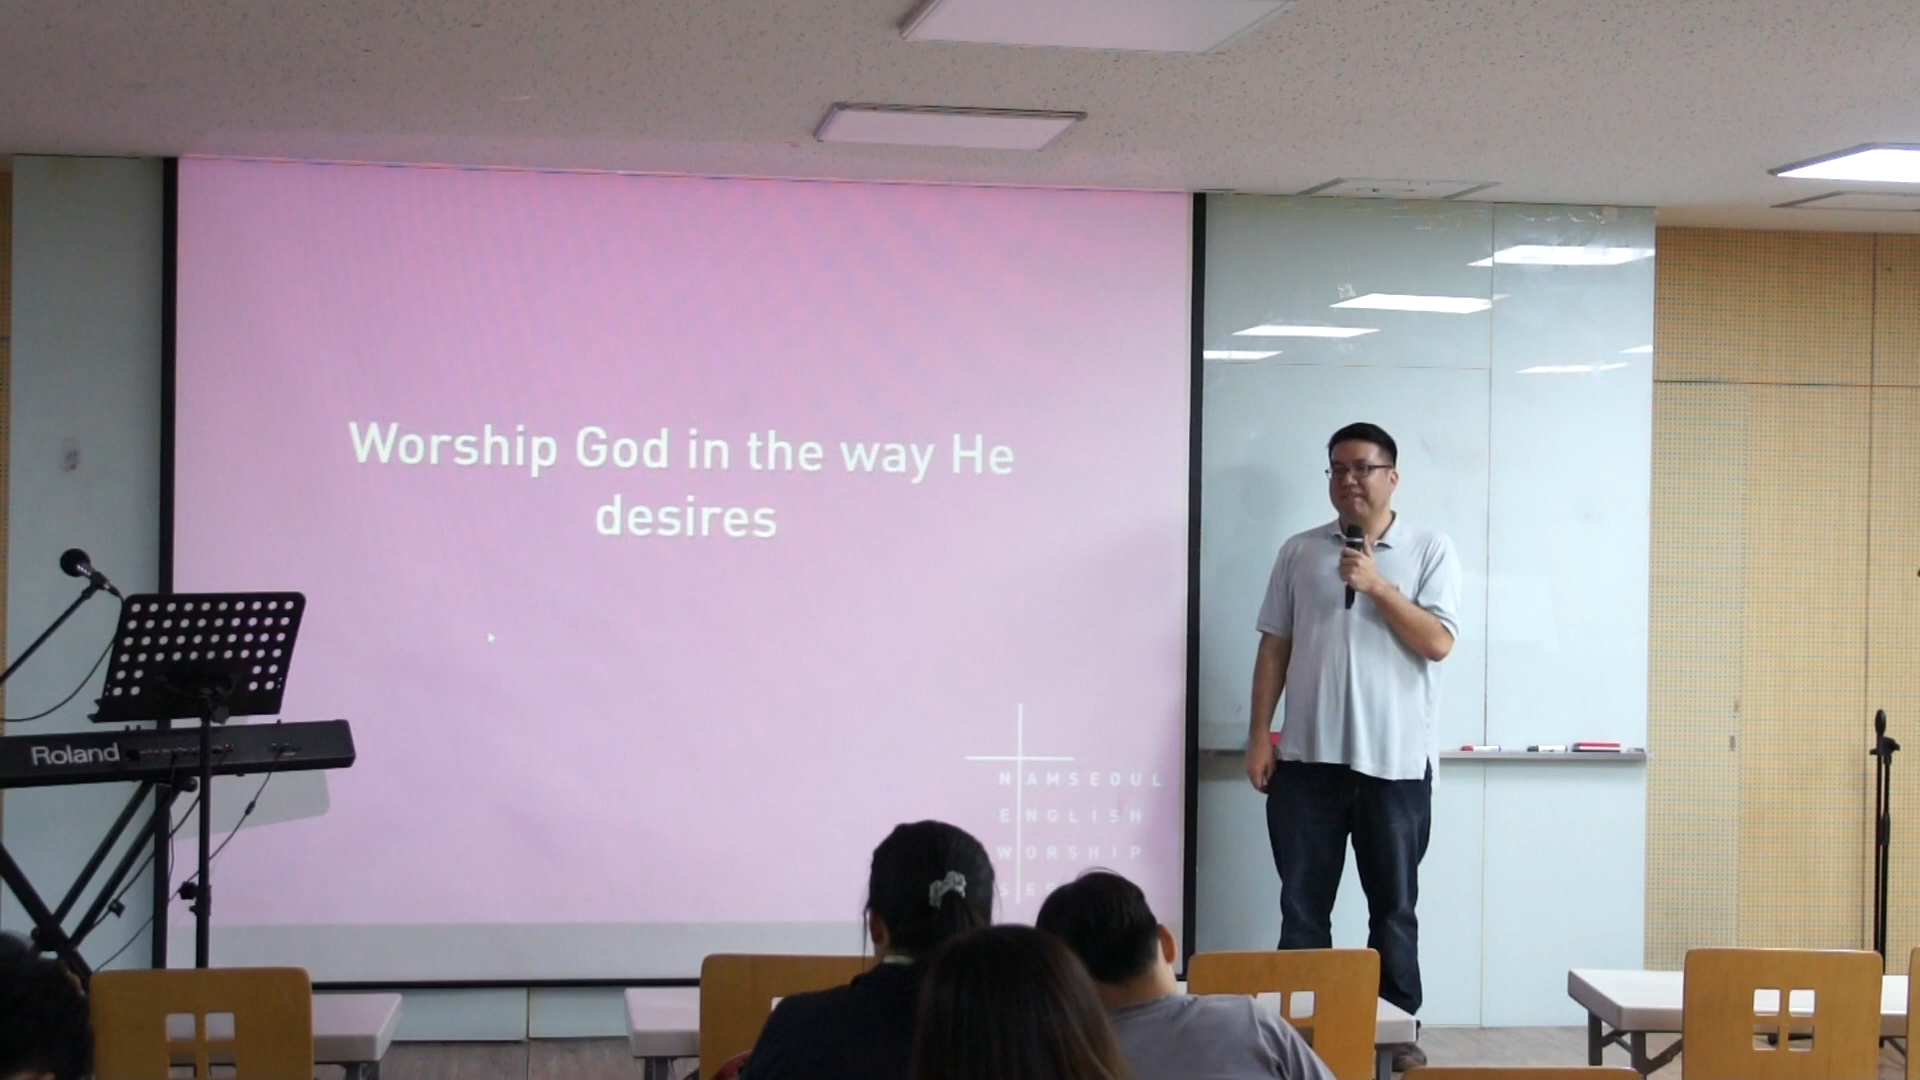 Worship God in the way He
desires
NAMSEOUL
ENGLISH
WORSHIP
Roland